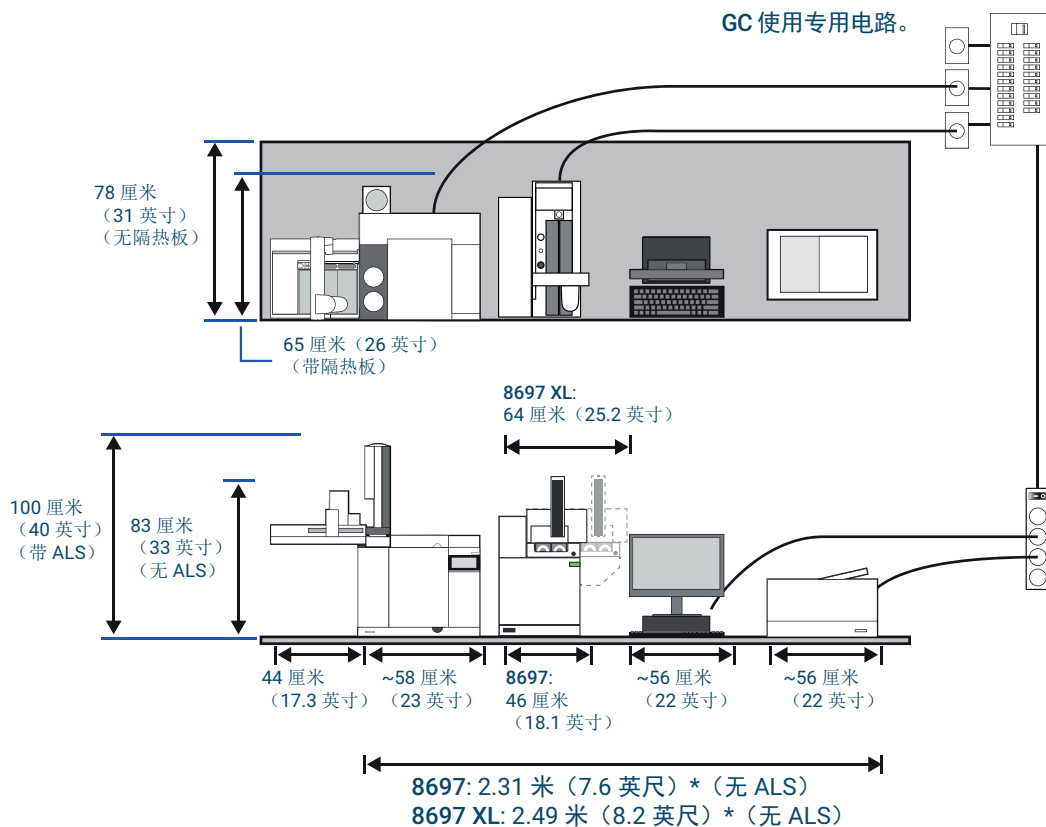 GC 使用专用电路。
78 厘米
（31 英寸）
（无隔热板）
65 厘米（26 英寸）
（带隔热板）
8697 XL:
64 厘米（25.2 英寸）
100 厘米
（40 英寸）
（带 ALS）
83 厘米
（33 英寸）
（无 ALS）
44 厘米
（17.3 英寸）
~58 厘米
（23 英寸）
8697:
46 厘米
（18.1 英寸）
~56 厘米
（22 英寸）
~56 厘米
（22 英寸）
8697: 2.31 米（7.6 英尺）*（无 ALS）
8697 XL: 2.49 米（8.2 英尺）*（无 ALS）